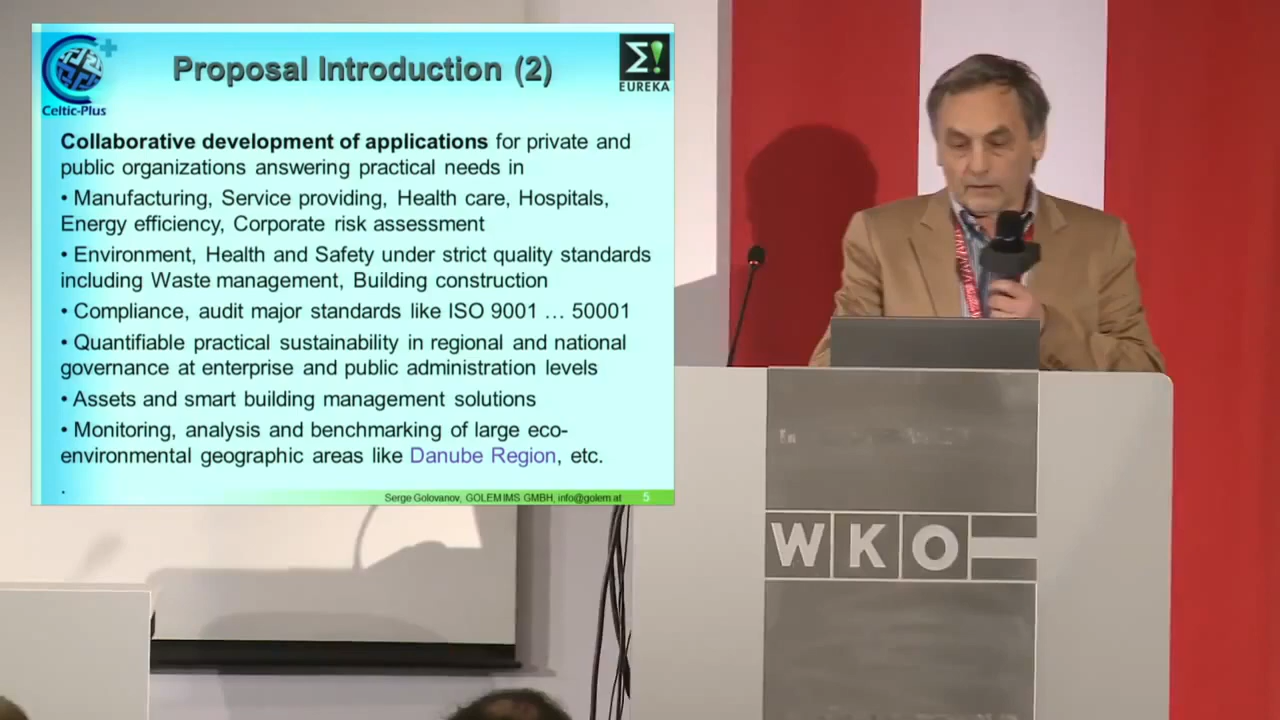 Proposal Introduction (2)
Celtic-Plus
Σ!
EUREKA
Collaborative development of applications for private and
public organizations answering practical needs in
• Manufacturing, Service providing, Health care, Hospitals,
Energy efficiency, Corporate risk assessment
• Environment, Health and Safety under strict quality standards
including Waste management, Building construction
• Compliance, audit major standards like ISO 9001 … 50001
• Quantifiable practical sustainability in regional and national
governance at enterprise and public administration levels
• Assets and smart building management solutions
• Monitoring, analysis and benchmarking of large eco-
environmental geographic areas like Danube Region, etc.
.
Serge Golovanov, GOLEM IMS GMBH, info@golem.at 5
WKO